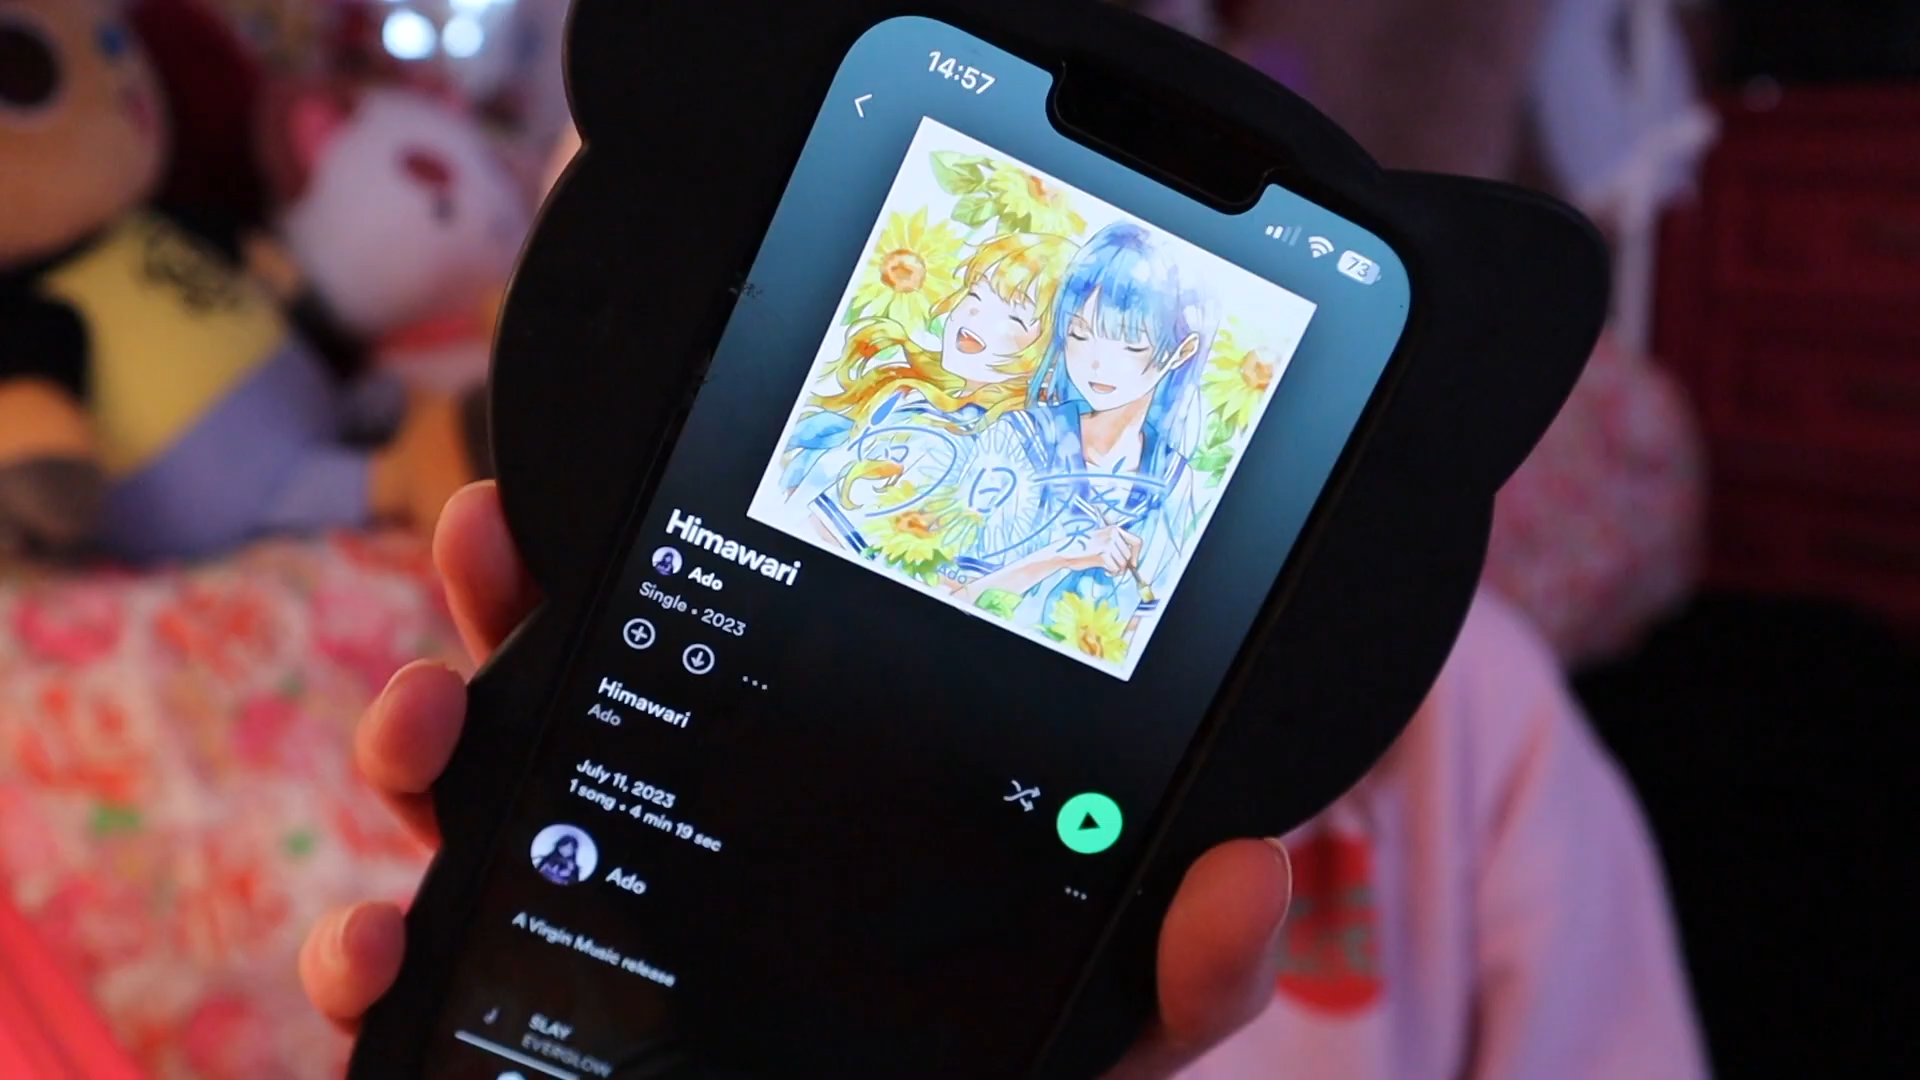 14:57
73
向日葵
Ado
Himawari
Ado
Single • 2023
Himawari
Ado
July 11, 2023
1 song • 4 min 19 sec
Ado
A Virgin Music release
SLAY
EVERGLOW